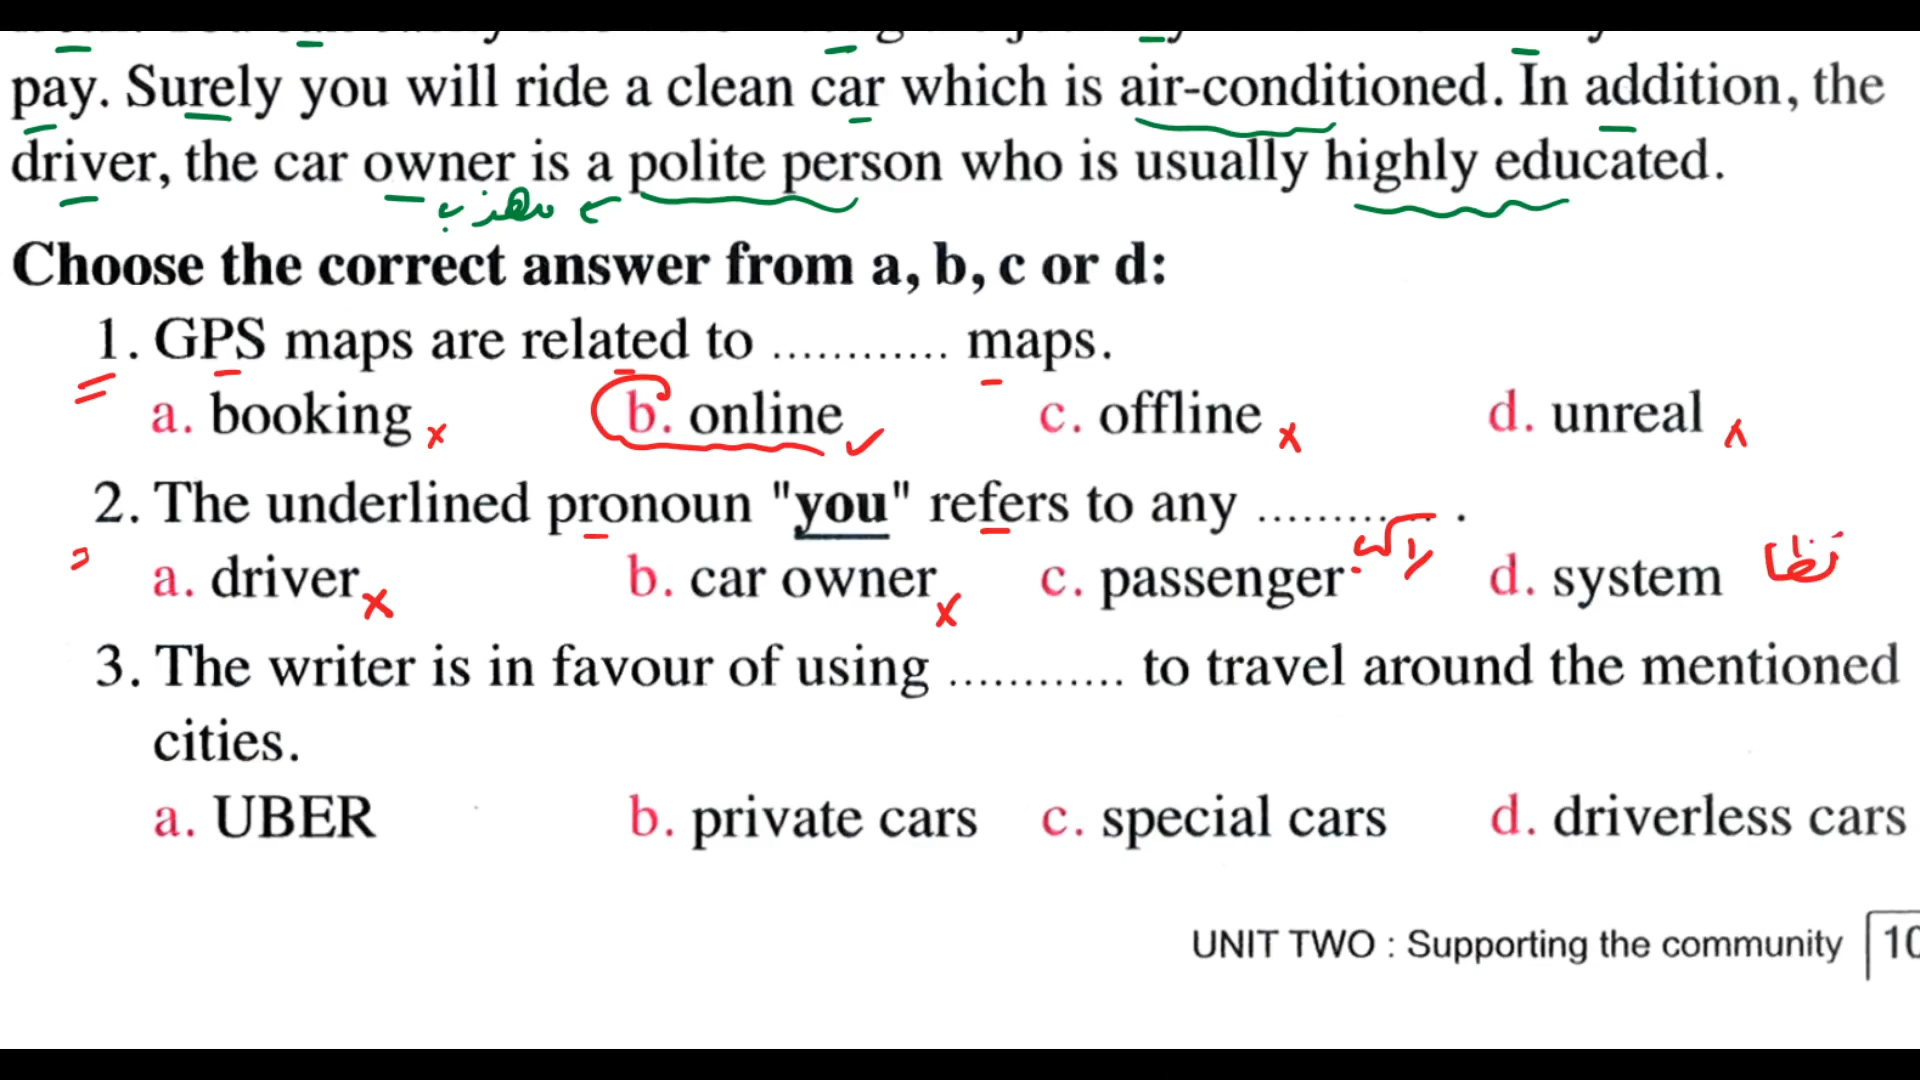 pay. Surely you will ride a clean car which is air-conditioned. In addition, the
driver, the car owner is a polite person who is usually highly educated.
مهذب
Choose the correct answer from a, b, c or d:
1. GPS maps are related to ............ maps.
a. booking b. online c. offline d. unreal
2. The underlined pronoun "you" refers to any ............ .
راكب
a. driver b. car owner c. passenger d. system نظام
3. The writer is in favour of using ............ to travel around the mentioned
cities.
a. UBER b. private cars c. special cars d. driverless cars
UNIT TWO : Supporting the community